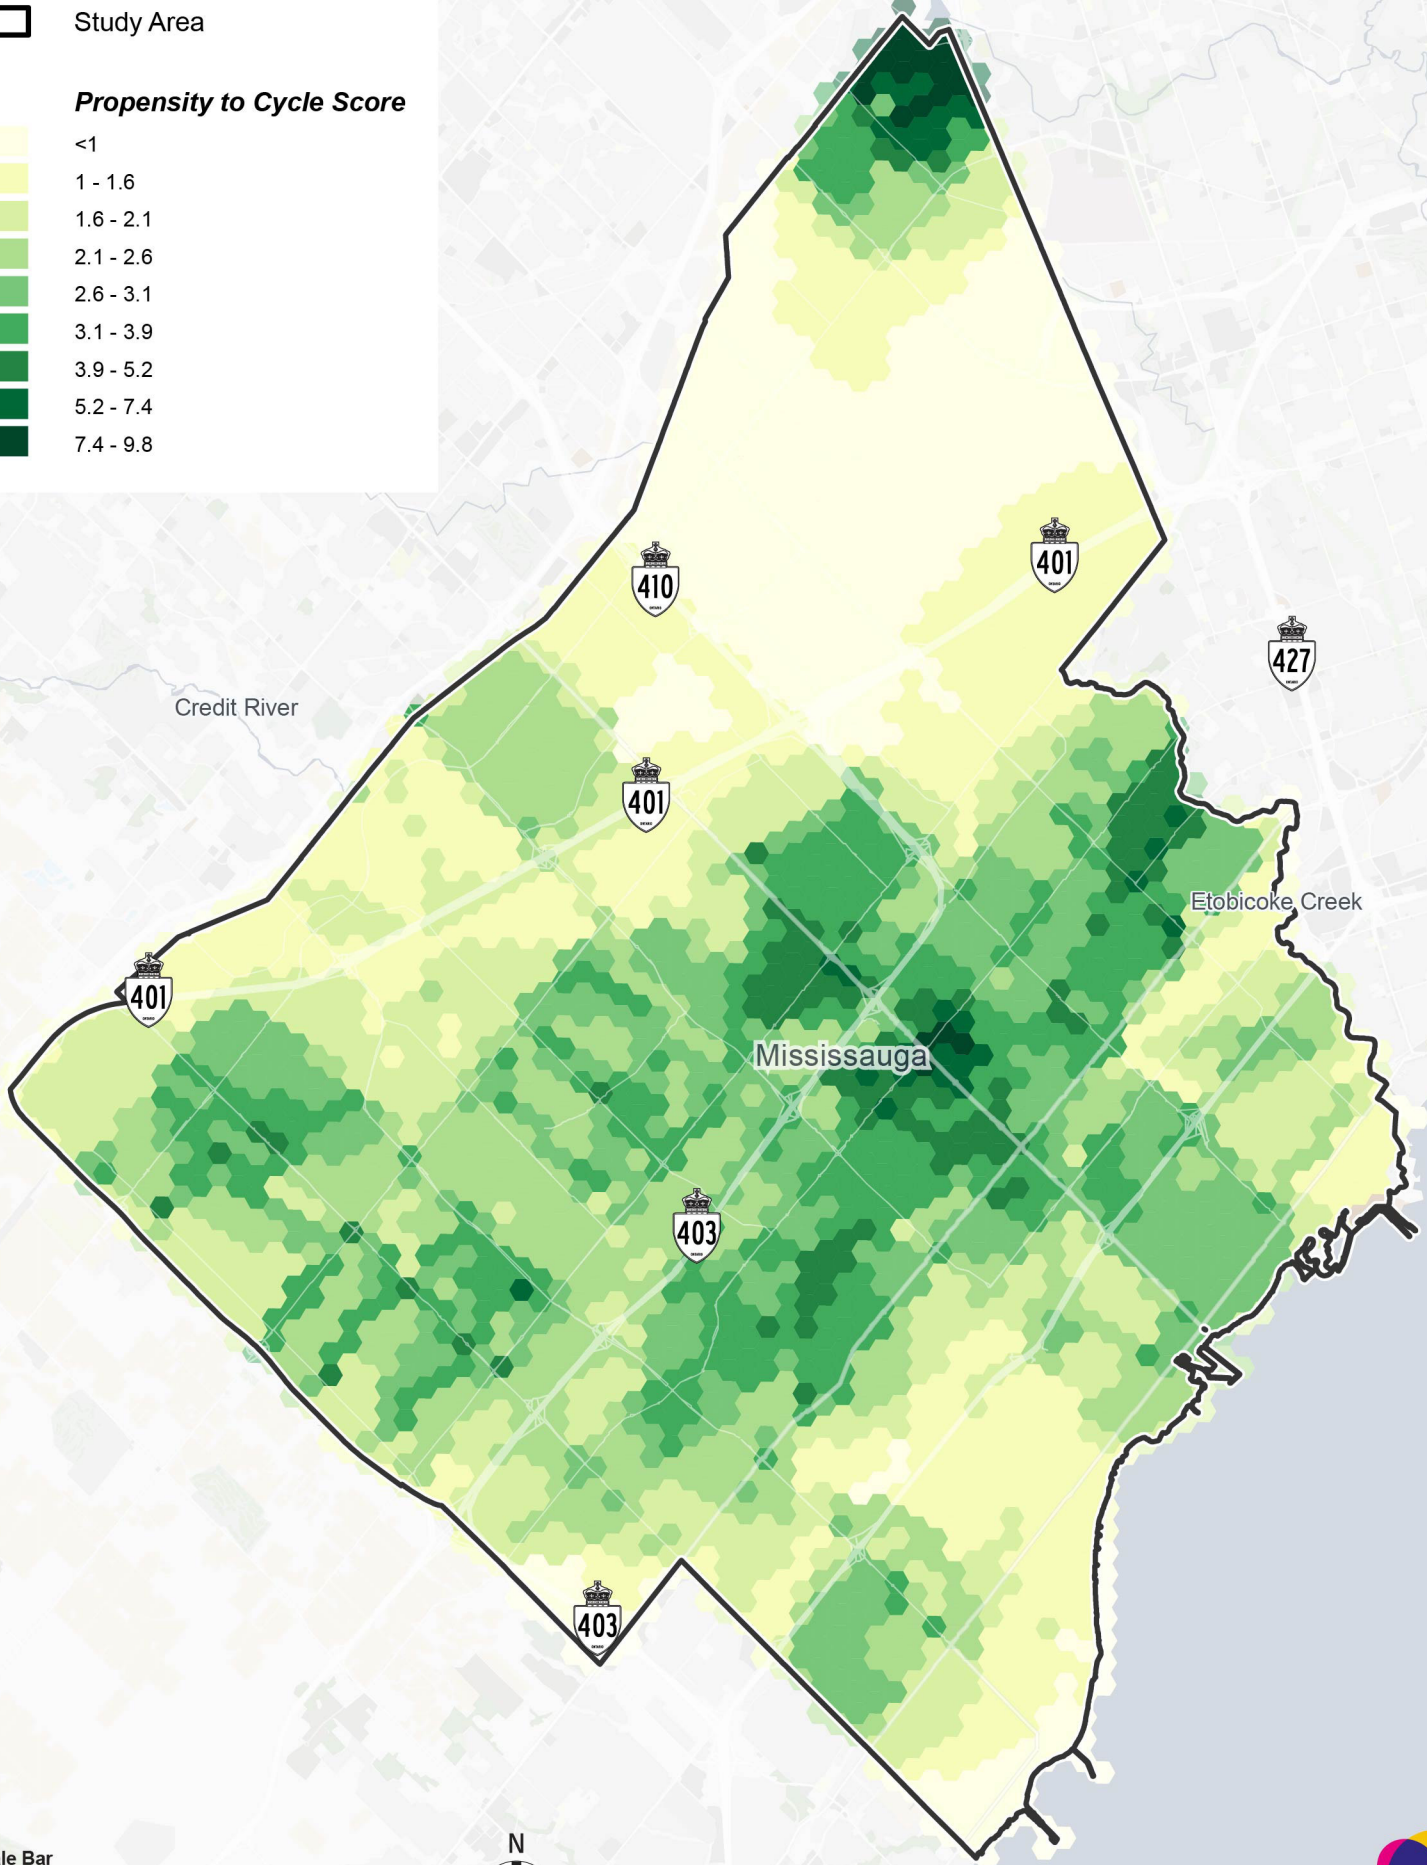 Study Area
Propensity to Cycle Score
<1
1 - 1.6
1.6 - 2.1
2.1 - 2.6
2.6 - 3.1
3.1 - 3.9
3.9 - 5.2
5.2 - 7.4
7.4 - 9.8
410
401
427
Credit River
401
Etobicoke Creek
401
Mississauga
403
403
N
le Bar